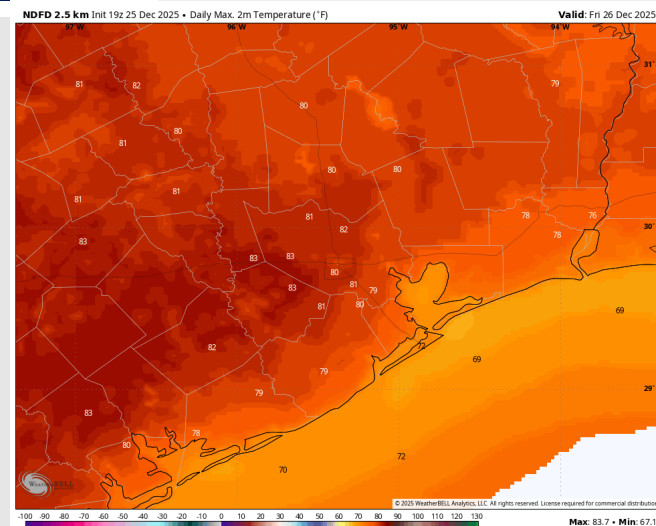 NDFD 2.5 km Init 19z 25 Dec 2025 • Daily Max. 2m Temperature (°F)
Valid: Fri 26 Dec 2025
97°W 96°W 95°W 94°W
31°
81 82 79
80
80
81
80 80
81
81
81 78 76
82 78
30°
83
83 83
80
83 81 79
81 80
69
82 72
69
79
29°
79
83
78
80
72
70
WeatherBELL
© 2025 WeatherBELL Analytics, LLC. All rights reserved. License required for commercial distribution
-100 -90 -80 -70 -60 -50 -40 -30 -20 -10 0 10 20 30 40 50 60 70 80 90 100 110 120 130
Max: 83.7 • Min: 67.